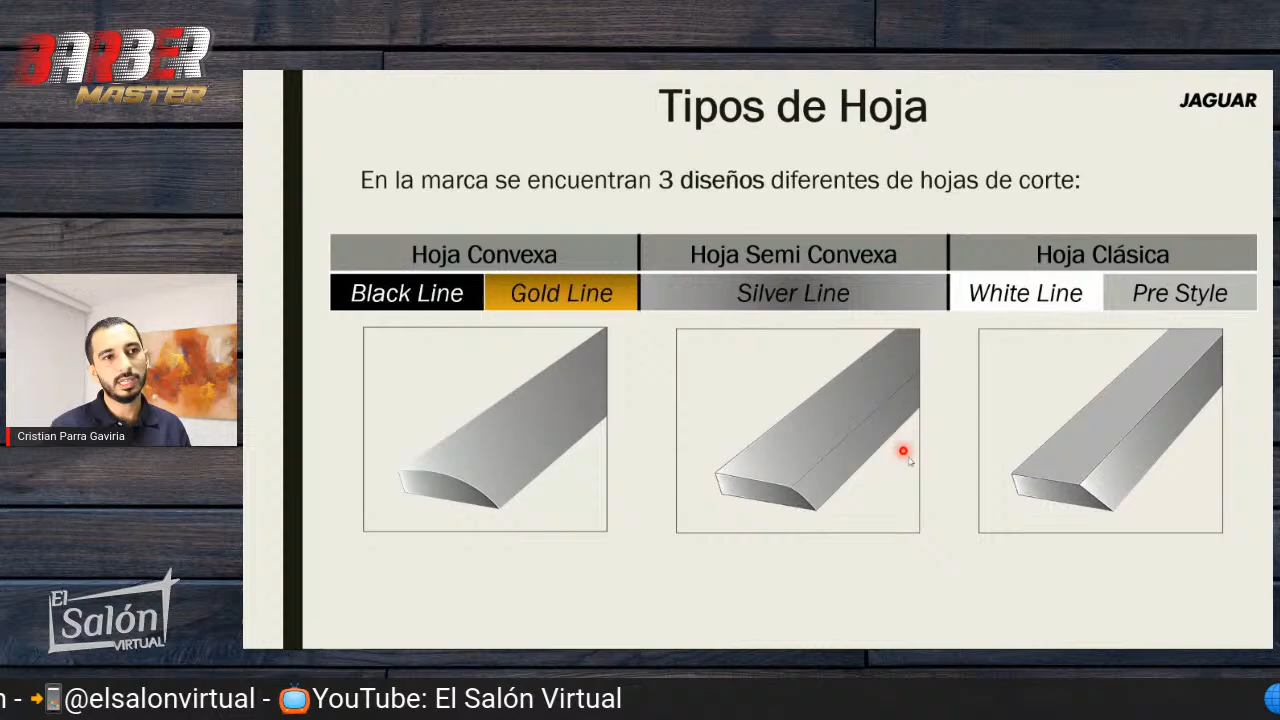 BARBER
MASTER
Tipos de Hoja
JAGUAR
En la marca se encuentran 3 diseños diferentes de hojas de corte:
Hoja Convexa
Hoja Semi Convexa
Hoja Clásica
Black Line
Gold Line
Silver Line
White Line
Pre Style
Cristian Parra Gaviria
El
Salón
VIRTUAL
- @elsalonvirtual - YouTube: El Salón Virtual